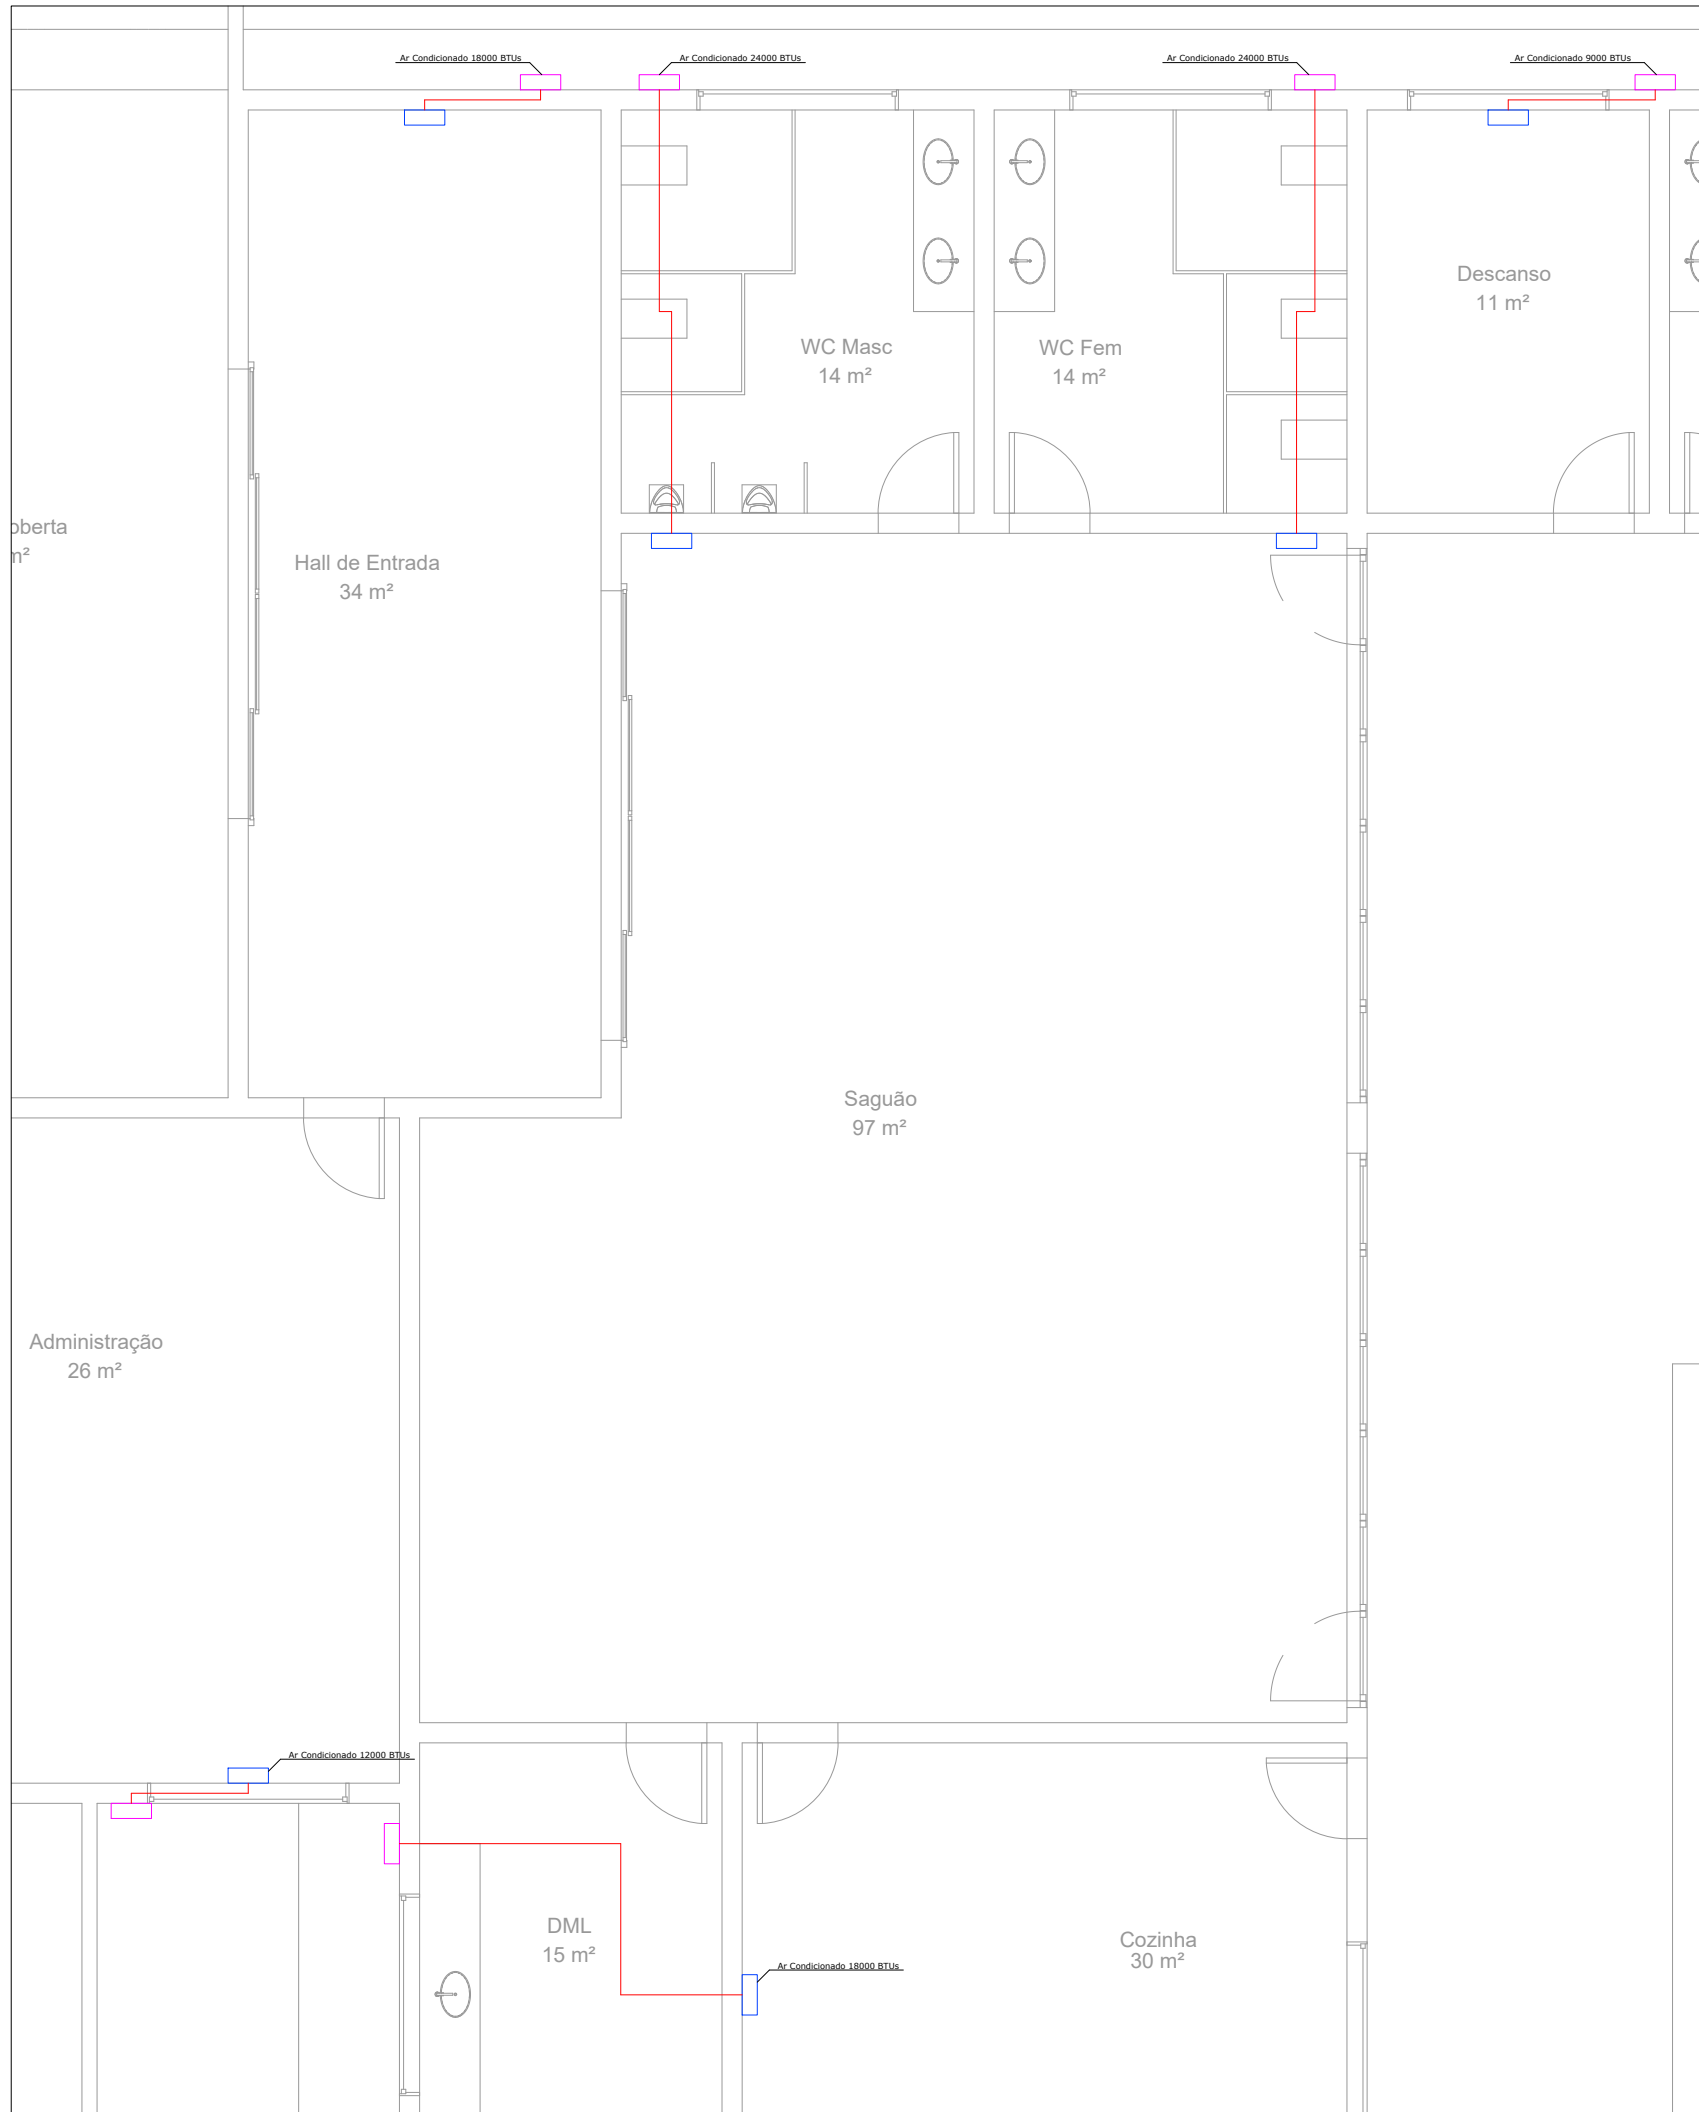 Ar Condicionado 18000 BTUs
Ar Condicionado 24000 BTUs
Ar Condicionado 24000 BTUs
Ar Condicionado 9000 BTUs
Descanso
11 m²
WC Masc
14 m²
WC Fem
14 m²
oberta
m²
Hall de Entrada
34 m²
Saguão
97 m²
Administração
26 m²
Ar Condicionado 12000 BTUs
DML
15 m²
Cozinha
30 m²
Ar Condicionado 18000 BTUs